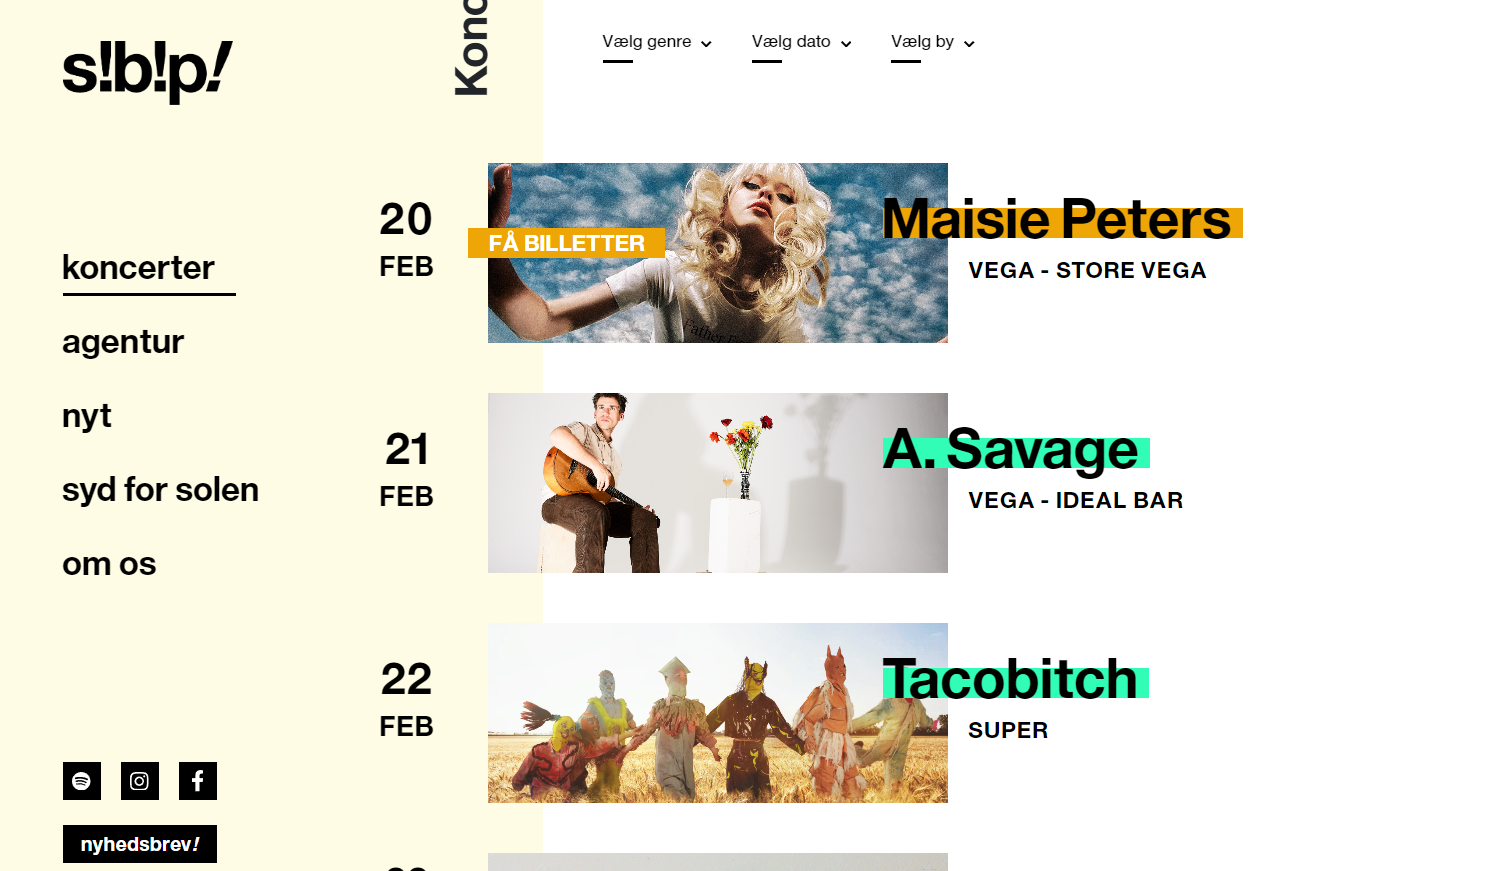 s!b!p!
Konc
Vælg genre
Vælg dato
Vælg by
koncerter
agentur
nyt
syd for solen
om os
nyhedsbrev!
20
FEB
FÅ BILLETTER
Father
Maisie Peters
VEGA - STORE VEGA
21
FEB
A. Savage
VEGA - IDEAL BAR
22
FEB
Tacobitch
SUPER